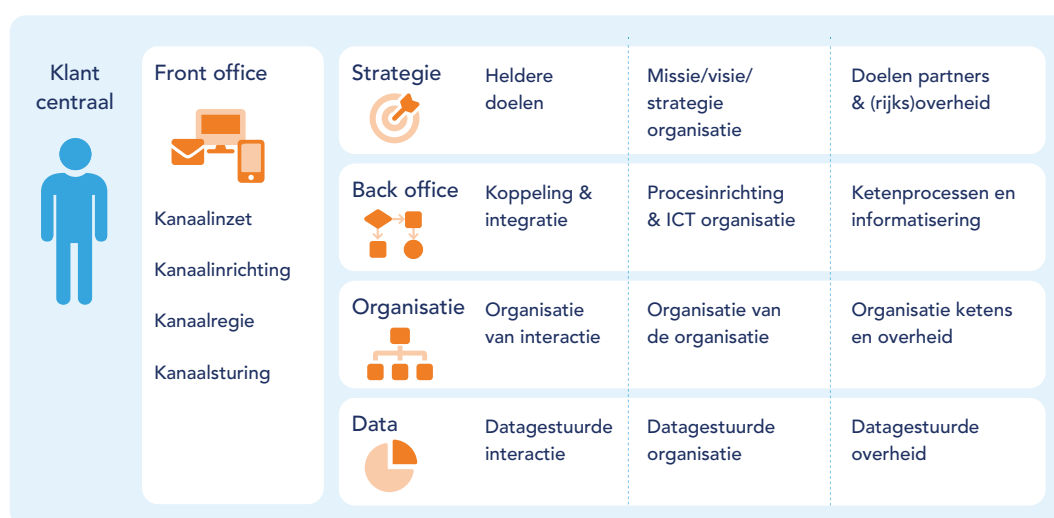 Klant
centraal
Front office
Kanaalinzet
Kanaalinrichting
Kanaalregie
Kanaalsturing
Strategie
Heldere
doelen
Missie/visie/
strategie
organisatie
Doelen partners
& (rijks)overheid
Back office
Koppeling &
integratie
Procesinrichting
& ICT organisatie
Ketenprocessen en
informatisering
Organisatie
Organisatie
van interactie
Organisatie van
de organisatie
Organisatie ketens
en overheid
Data
Datagestuurde
interactie
Datagestuurde
organisatie
Datagestuurde
overheid